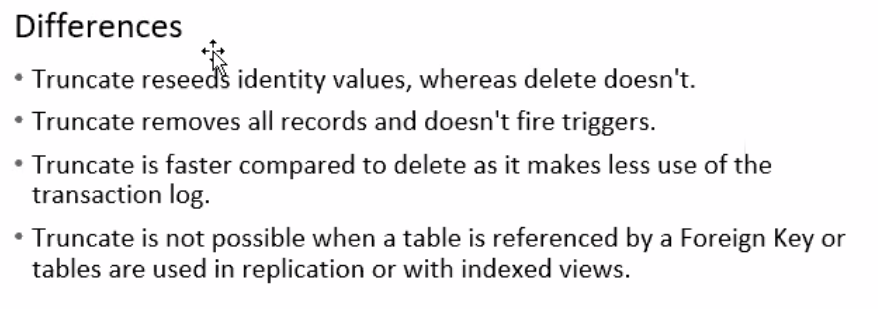 Differences
• Truncate reseeds identity values, whereas delete doesn't.
• Truncate removes all records and doesn't fire triggers.
• Truncate is faster compared to delete as it makes less use of the
transaction log.
• Truncate is not possible when a table is referenced by a Foreign Key or
tables are used in replication or with indexed views.